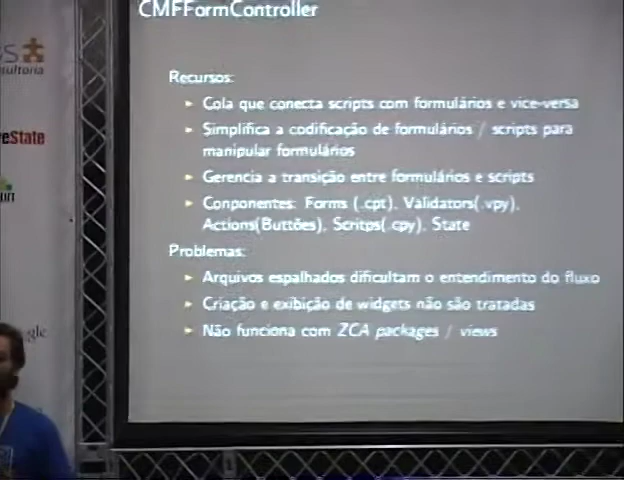 CMFFormController
Recursos:
Cola que conecta scripts com formulários e vice-versa
Simplifica a codificação de formulários / scripts para
manipular formulários
Gerencia a transição entre formulários e scripts
Componentes: Forms (.cpt), Validators(.vpy),
Actions(Buttões), Scritps(.cpy), State
Problemas:
Arquivos espalhados dificultam o entendimento do fluxo
Criação e exibição de widgets não são tratadas
Não funciona com ZCA packages / views